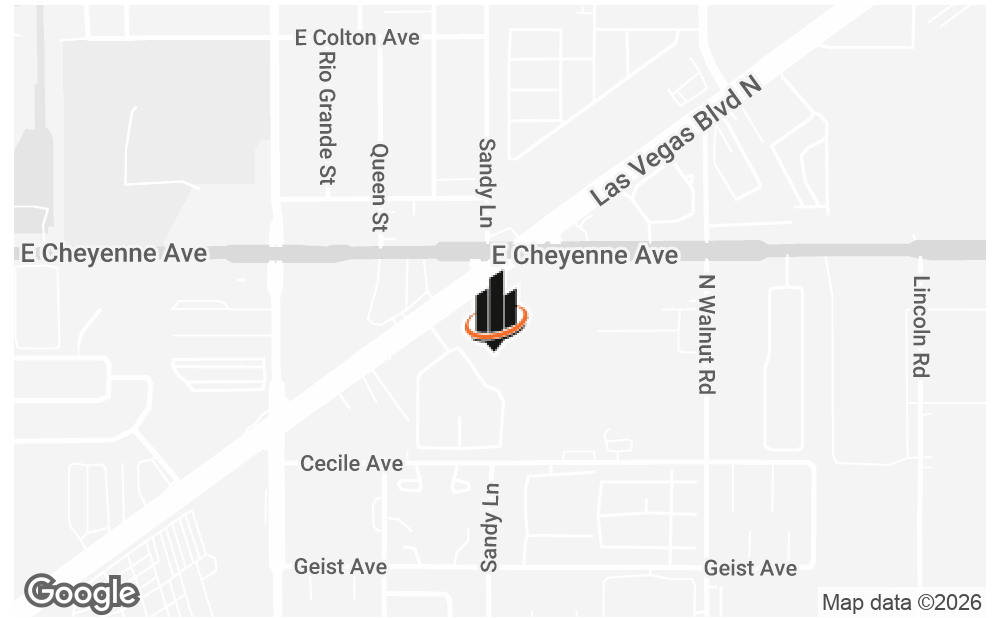 E Colton Ave
Rio Grande St
Queen St
Sandy Ln
Las Vegas Blvd N
E Cheyenne Ave
E Cheyenne Ave
N Walnut Rd
Lincoln Rd
Cecile Ave
Sandy Ln
Geist Ave
Geist Ave
Google
Map data ©2026